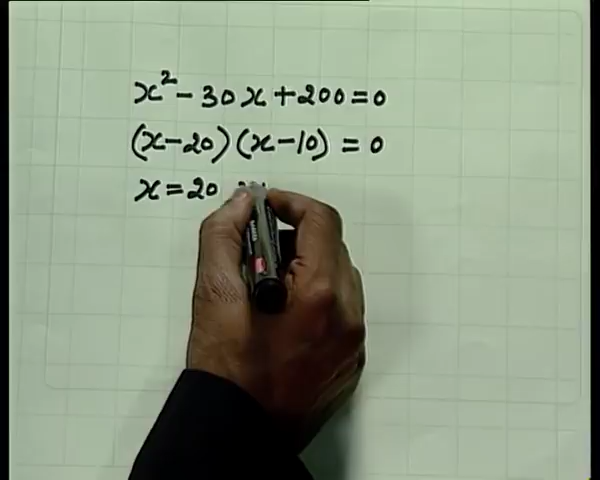 x² - 30x + 200 = 0
(x - 20) (x - 10) = 0
x = 20